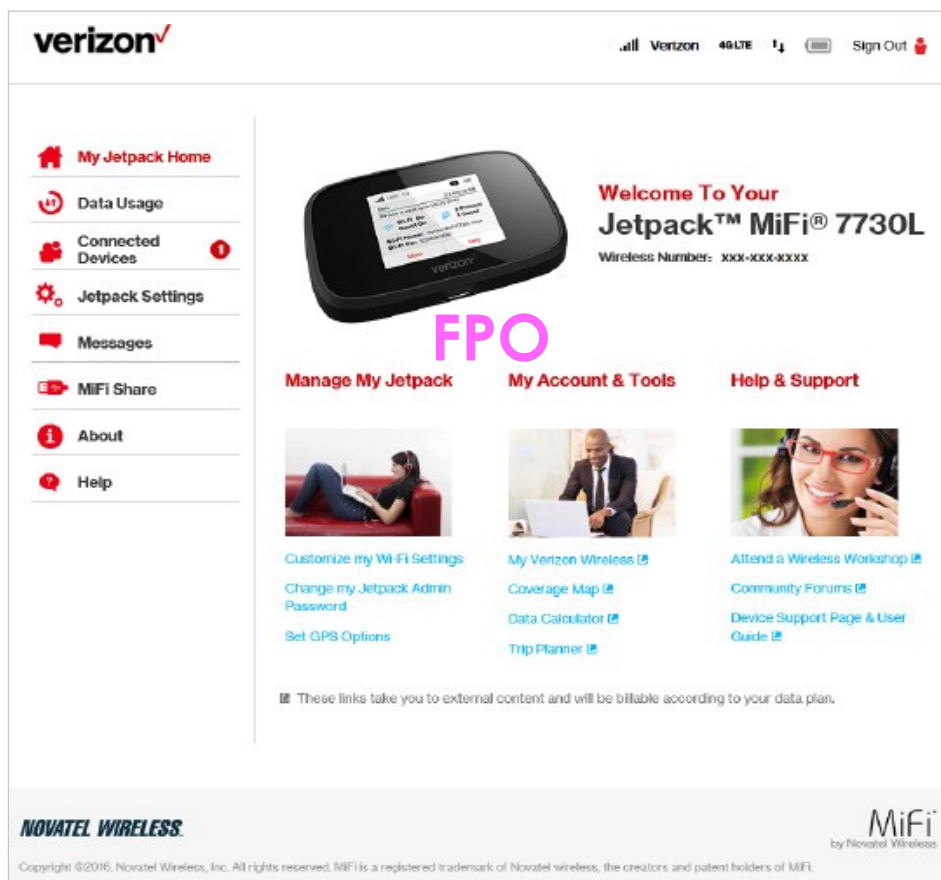 verizon
Verizon 4G LTE Sign Out
My Jetpack Home
Data Usage
Connected
Devices 1
Jetpack Settings
Messages
MiFi Share
About
Help
verizon
Welcome To Your
Jetpack™ MiFi® 7730L
Wireless Number: xxx-xxx-xxxx
FPO
Manage My Jetpack
Customize my Wi-Fi Settings
Change my Jetpack Admin
Password
Set GPS Options
My Account & Tools
My Verizon Wireless
Coverage Map
Data Calculator
Trip Planner
Help & Support
Attend a Wireless Workshop
Community Forums
Device Support Page & User
Guide
These links take you to external content and will be billable according to your data plan.
NOVATEL WIRELESS.
MiFi
by Novatel Wireless
Copyright ©2016. Novatel Wireless, Inc. All rights reserved. MiFi is a registered trademark of Novatel wireless, the creators and patent holders of MiFi.